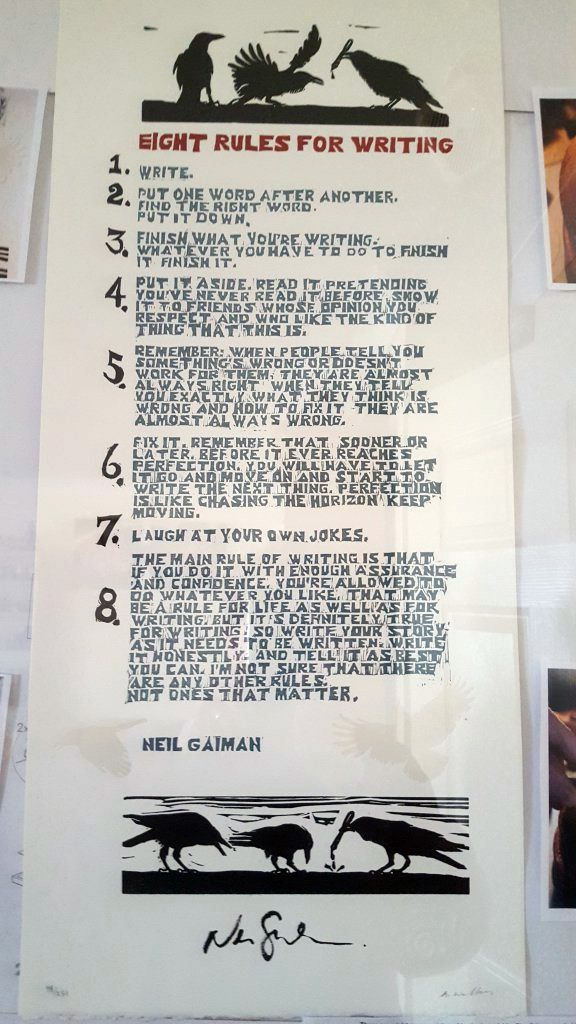 EIGHT RULES FOR WRITING
1. WRITE.
2. PUT ONE WORD AFTER ANOTHER.
FIND THE RIGHT WORD.
PUT IT DOWN.
3. FINISH WHAT YOU'RE WRITING.
WHATEVER YOU HAVE TO DO TO FINISH
IT FINISH IT.
4. PUT IT ASIDE. READ IT PRETENDING
YOU'VE NEVER READ IT BEFORE. SHOW
IT TO FRIENDS WHOSE OPINION YOU
RESPECT AND WHO LIKE THE KIND OF
THING THAT THIS IS.
5. REMEMBER: WHEN PEOPLE TELL YOU
SOMETHING'S WRONG OR DOESN'T
WORK FOR THEM, THEY ARE ALMOST
ALWAYS RIGHT. WHEN THEY TELL
YOU EXACTLY WHAT THEY THINK IS
WRONG AND HOW TO FIX IT THEY ARE
ALMOST ALWAYS WRONG.
6. FIX IT. REMEMBER THAT SOONER OR
LATER, BEFORE IT EVER REACHES
PERFECTION, YOU WILL HAVE TO LET
IT GO AND MOVE ON AND START TO
WRITE THE NEXT THING. PERFECTION
IS LIKE CHASING THE HORIZON KEEP
MOVING.
7. LAUGH AT YOUR OWN JOKES.
8. THE MAIN RULE OF WRITING IS THAT
IF YOU DO IT WITH ENOUGH ASSURANCE
AND CONFIDENCE, YOU'RE ALLOWED TO
DO WHATEVER YOU LIKE. THAT MAY
BE A RULE FOR LIFE AS WELL AS FOR
WRITING. BUT IT'S DEFINITELY TRUE
FOR WRITING. SO WRITE YOUR STORY
AS IT NEEDS TO BE WRITTEN. WRITE
IT HONESTLY, AND TELL IT AS BEST
YOU CAN. I'M NOT SURE THAT THERE
ARE ANY OTHER RULES.
NOT ONES THAT MATTER.
NEIL GAIMAN